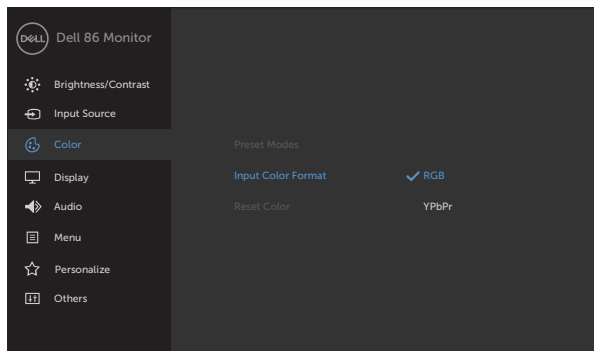 DELL Dell 86 Monitor
Brightness/Contrast
Input Source
Color
Preset Modes
Display
Input Color Format RGB
Audio
Reset Color YPbPr
Menu
Personalize
Others